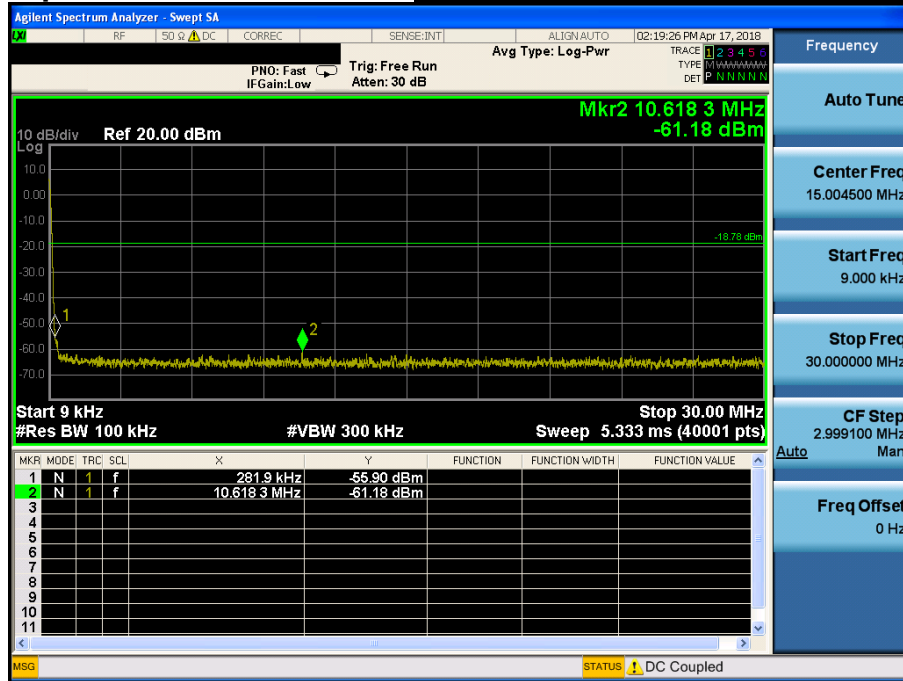 Agilent Spectrum Analyzer - Swept SA
LXI RF 50 Ω DC CORREC SENSE:INT ALIGN AUTO 02:19:26 PM Apr 17, 2018
Avg Type: Log-Pwr
TRACE 1 2 3 4 5 6
PNO: Fast Trig: Free Run TYPE M WWWWW
IFGain:Low Atten: 30 dB DET P N N N N N
Mkr2 10.618 3 MHz
10 dB/div Ref 20.00 dBm -61.18 dBm
Log
10.0
0.00
-10.0
-20.0
-18.78 dBm
-30.0
-40.0
-50.0
1
2
-60.0
-70.0
Start 9 kHz Stop 30.00 MHz
#Res BW 100 kHz #VBW 300 kHz Sweep 5.333 ms (40001 pts)
MKR MODE TRC SCL X Y FUNCTION FUNCTION WIDTH FUNCTION VALUE
1 N 1 f 281.9 kHz -55.90 dBm
2 N 1 f 10.618 3 MHz -61.18 dBm
3
4
5
6
7
8
9
10
11
MSG STATUS DC Coupled
Frequency
Auto Tune
Center Freq
15.004500 MHz
Start Freq
9.000 kHz
Stop Freq
30.000000 MHz
CF Step
2.999100 MHz
Auto Man
Freq Offset
0 Hz